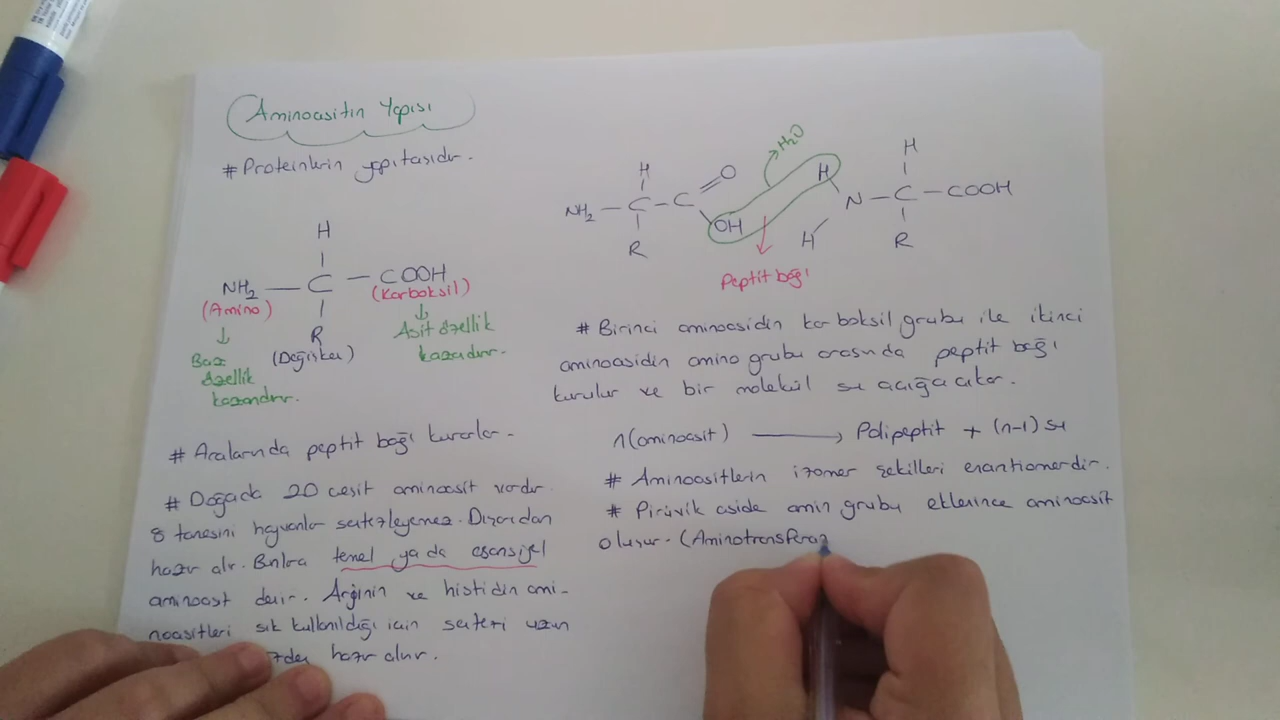 Aminoasitin Yapısı
# Proteinlerin yapıtaşıdır.
H
NH₂ — C — COOH
(Amino) (Karboksil)
R
(Değişken)
Baz özellik kazandırır.
Asit özellik kazandırır.
# Aralarında peptit bağı kurarlar.
# Doğada 20 çeşit aminoasit vardır.
8 tanesini hayvanlar sentezleyemez. Dışarıdan
hazır alır. Bunlara temel ya da esansiyel
aminoasit denir. Arginin ve histidin ami-
noasitleri sık kullanıldığı için sentezi uzun
hazır alınır.
H₂O
H O H H
NH₂ — C — C N — C — COOH
OH
R H R
Peptit bağı
# Birinci aminoasidin karboksil grubu ile ikinci
aminoasidin amino grubu arasında peptit bağı
kurulur ve bir molekül su açığa çıkar.
n(aminoasit) → Polipeptit + (n-1) su
# Aminoasitlerin izomer şekilleri enantiomerdir.
# Pirüvik aside amin grubu eklenince aminoasit
oluşur. (Aminotransferaz